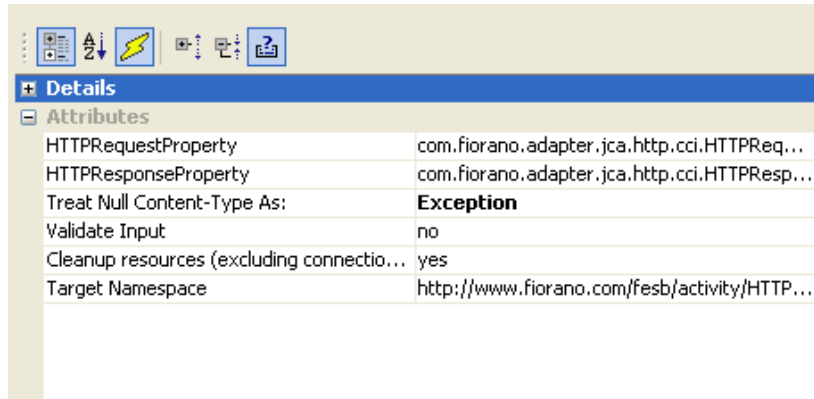 Details
Attributes
HTTPRequestProperty com.fiorano.adapter.jca.http.cci.HTTPReq...
HTTPResponseProperty com.fiorano.adapter.jca.http.cci.HTTPResp...
Treat Null Content-Type As: Exception
Validate Input no
Cleanup resources (excluding connectio... yes
Target Namespace http://www.fiorano.com/fesb/activity/HTTP...